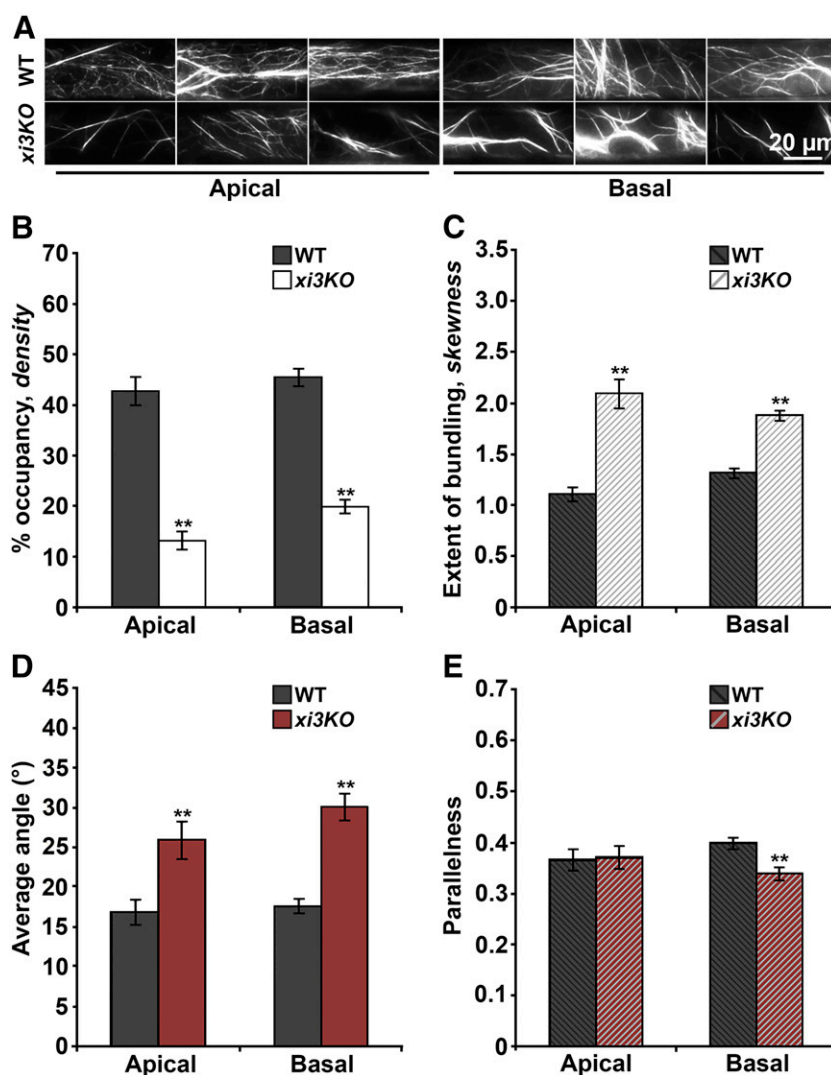 A
WT
xi3KO
20 µm
Apical
Basal
B
% occupancy, density
70
60
50
40
30
20
10
0
WT
xi3KO
**
**
Apical
Basal
C
Extent of bundling, skewness
3.5
3.0
2.5
2.0
1.5
1.0
0.5
0
WT
xi3KO
**
**
Apical
Basal
D
Average angle (°)
45
40
35
30
25
20
15
10
5
0
WT
xi3KO
**
**
Apical
Basal
E
Parallelness
0.7
0.6
0.5
0.4
0.3
0.2
0.1
0
WT
xi3KO
**
Apical
Basal